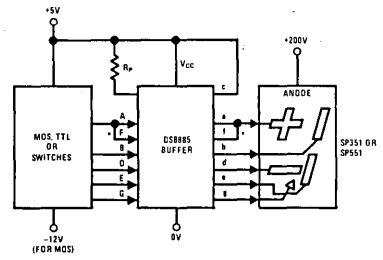 +5V
+200V
RP
VCC
c
ANODE
MOS, TTL
OR
SWITCHES
A
F
B
D
E
G
DS8885
BUFFER
a
f
b
d
e
g
SP351 OR
SP551
-12V
(FOR MOS)
0V